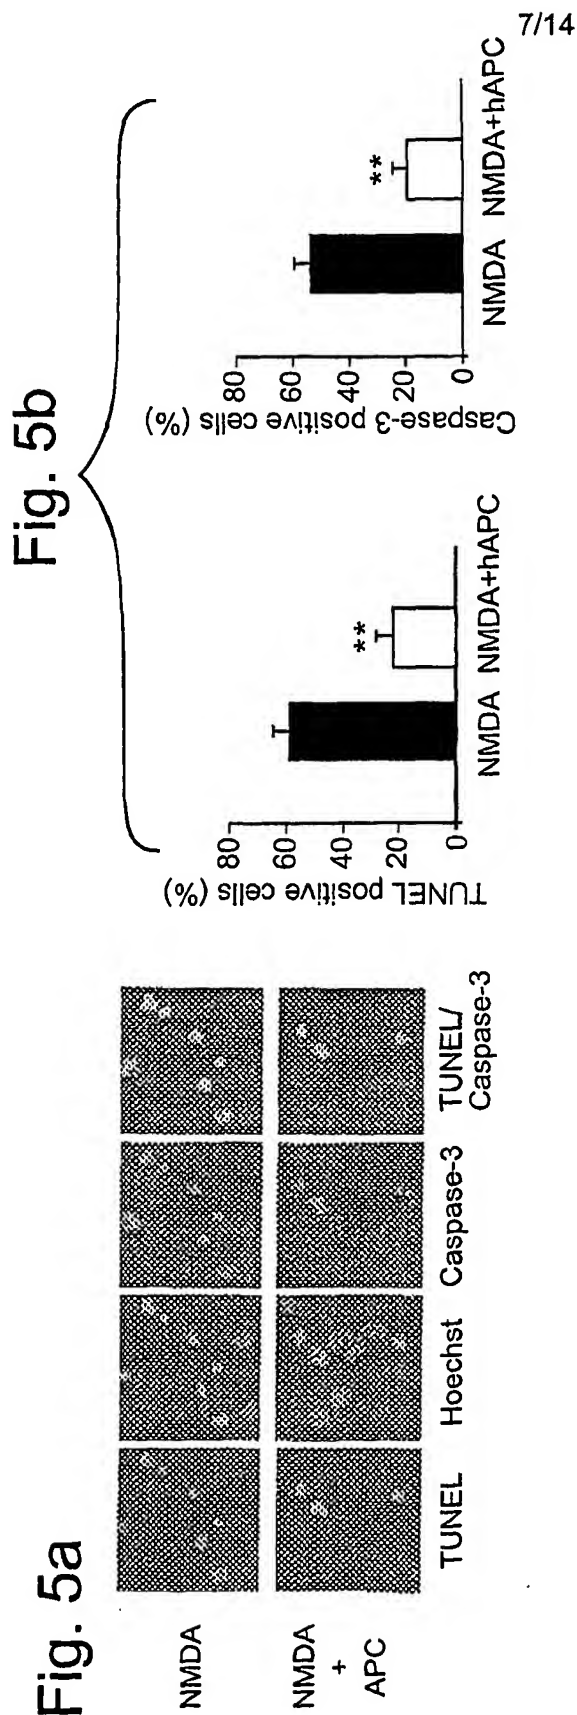 7/14
Fig. 5a
NMDA
NMDA
+
APC
TUNEL
Hoechst
Caspase-3
TUNEL/
Caspase-3
Fig. 5b
TUNEL positive cells (%)
80
60
40
20
0
**
NMDA
NMDA+hAPC
Caspase-3 positive cells (%)
80
60
40
20
0
**
NMDA
NMDA+hAPC